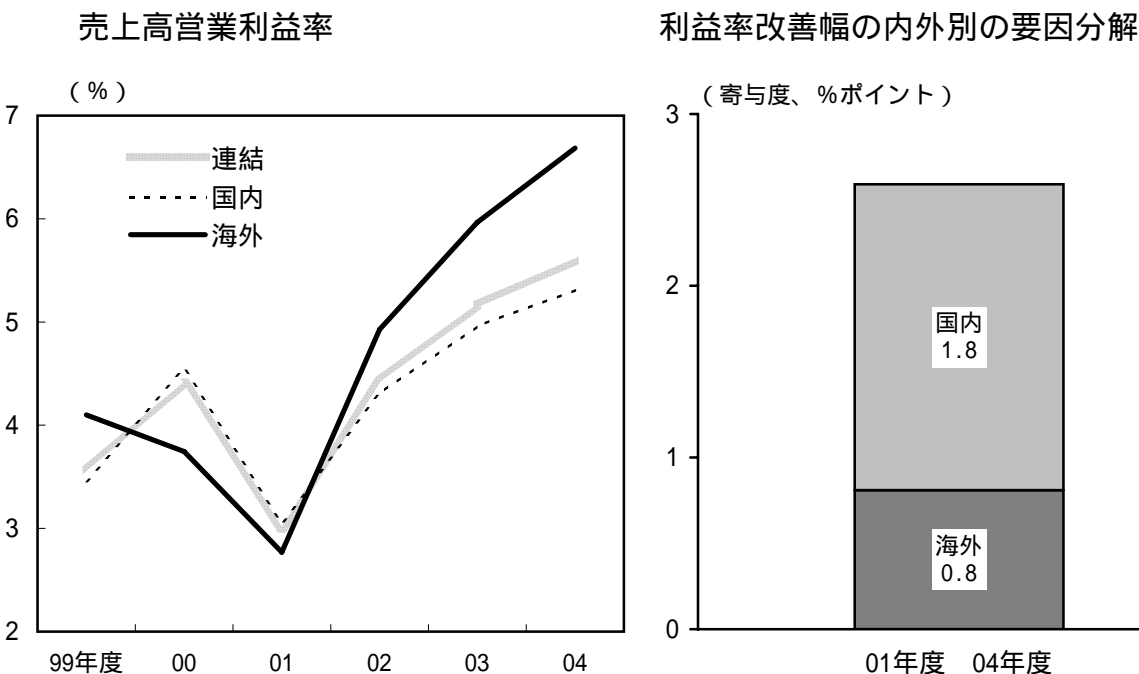 売上高営業利益率
（％）
7
6
5
4
3
2
連結
国内
海外
99年度 00 01 02 03 04
利益率改善幅の内外別の要因分解
（寄与度、％ポイント）
3
2
1
0
国内
1.8
海外
0.8
01年度 04年度